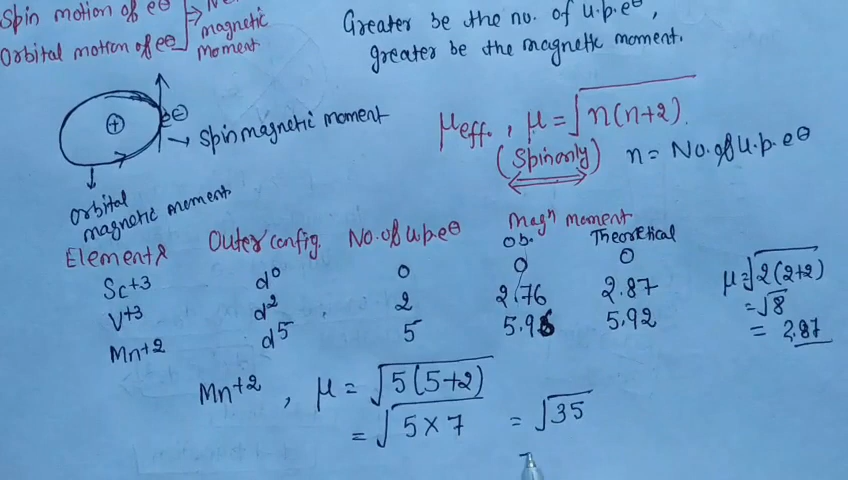 Spin motion of e⊖
Orbital motion of e⊖
magnetic
moment
Greater be the no. of u.p.e⊖,
greater be the magnetic moment.
⊕
e⊖
→ Spin magnetic moment
Orbital
magnetic moment
μeff. , μ = √n(n+2).
(Spin only) n = No. of u.p. e⊖
Elements Outer config. No. of u.p.e⊖ Magⁿ moment
Ob. Theoretical
Sc+3 d⁰ 0 0 0
V+3 d² 2 2.76 2.87
Mn+2 d⁵ 5 5.96 5.92
μ = √2(2+2)
= √8
= 2.87
Mn+2 , μ = √5(5+2)
= √5×7 = √35
=